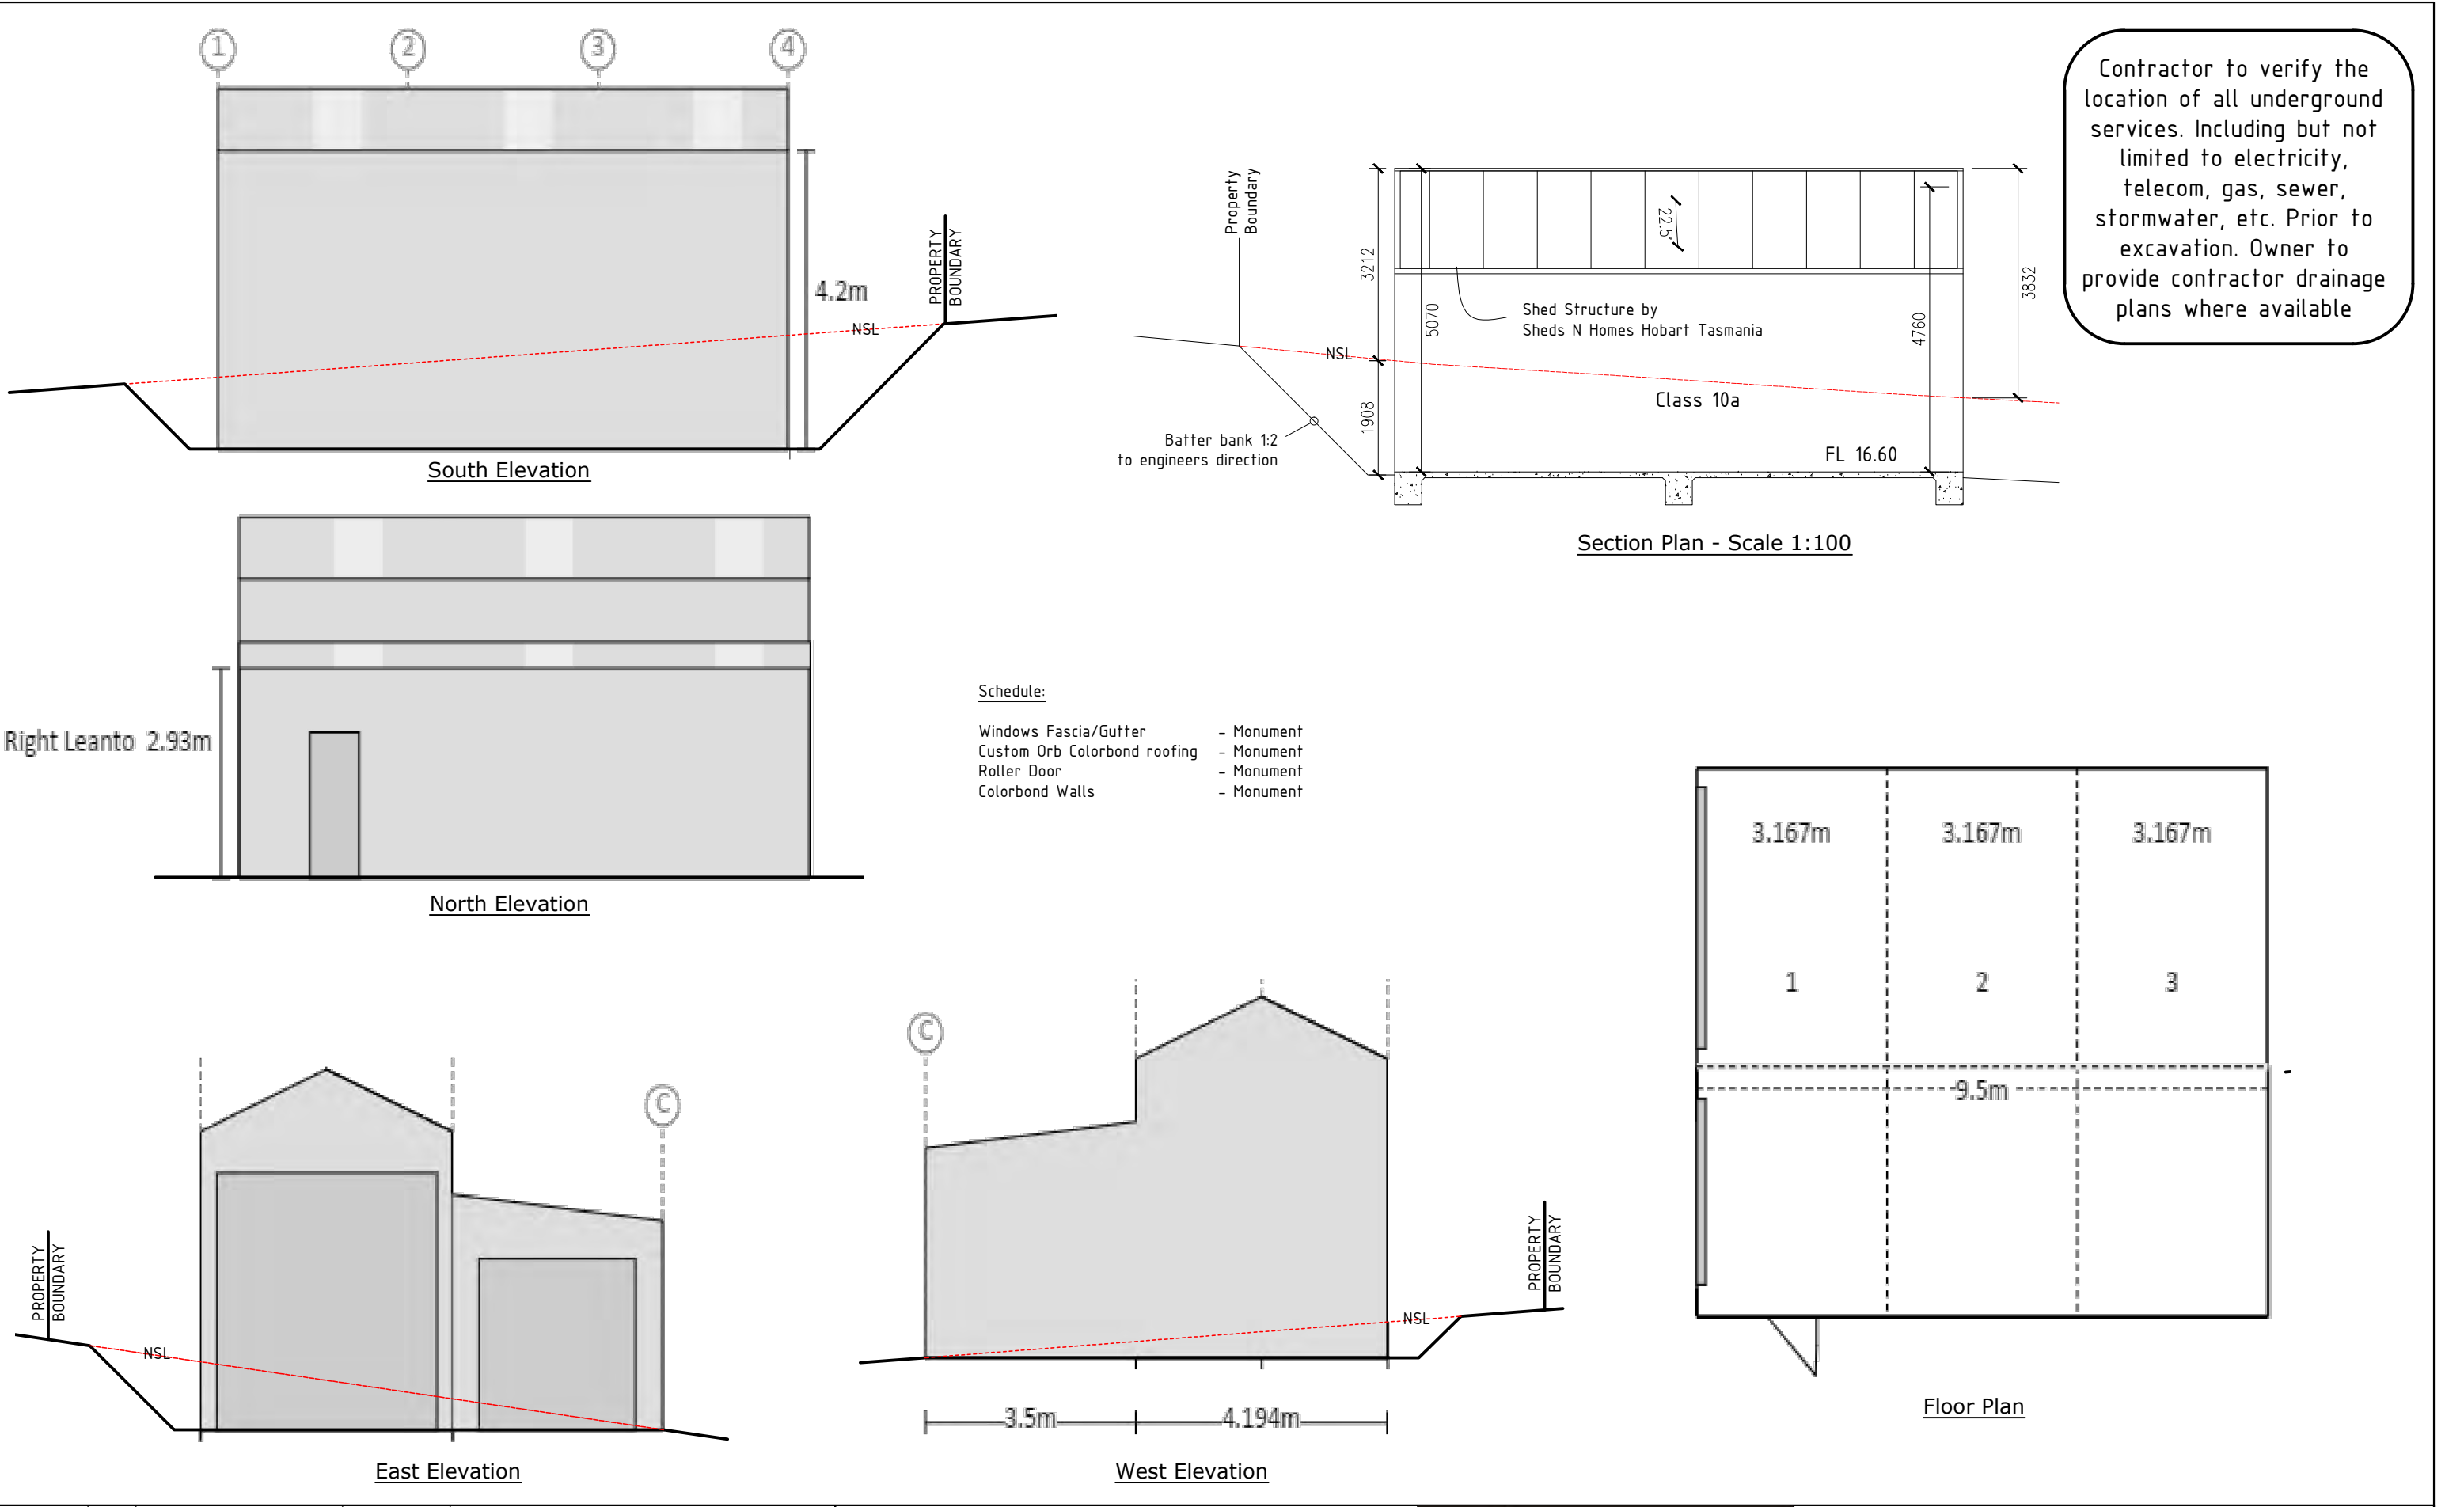 1
2
3
4
4.2m
PROPERTY
BOUNDARY
NSL
South Elevation
Property
Boundary
3212
1908
5070
22.5°
4760
3832
NSL
Shed Structure by
Sheds N Homes Hobart Tasmania
Class 10a
Batter bank 1:2
to engineers direction
FL 16.60
Section Plan - Scale 1:100
Contractor to verify the
location of all underground
services. Including but not
limited to electricity,
telecom, gas, sewer,
stormwater, etc. Prior to
excavation. Owner to
provide contractor drainage
plans where available
Right Leanto 2.93m
North Elevation
Schedule:
Windows Fascia/Gutter - Monument
Custom Orb Colorbond roofing - Monument
Roller Door - Monument
Colorbond Walls - Monument
C
PROPERTY
BOUNDARY
NSL
East Elevation
C
PROPERTY
BOUNDARY
NSL
3.5m
4.194m
West Elevation
3.167m
3.167m
3.167m
1
2
3
9.5m
Floor Plan